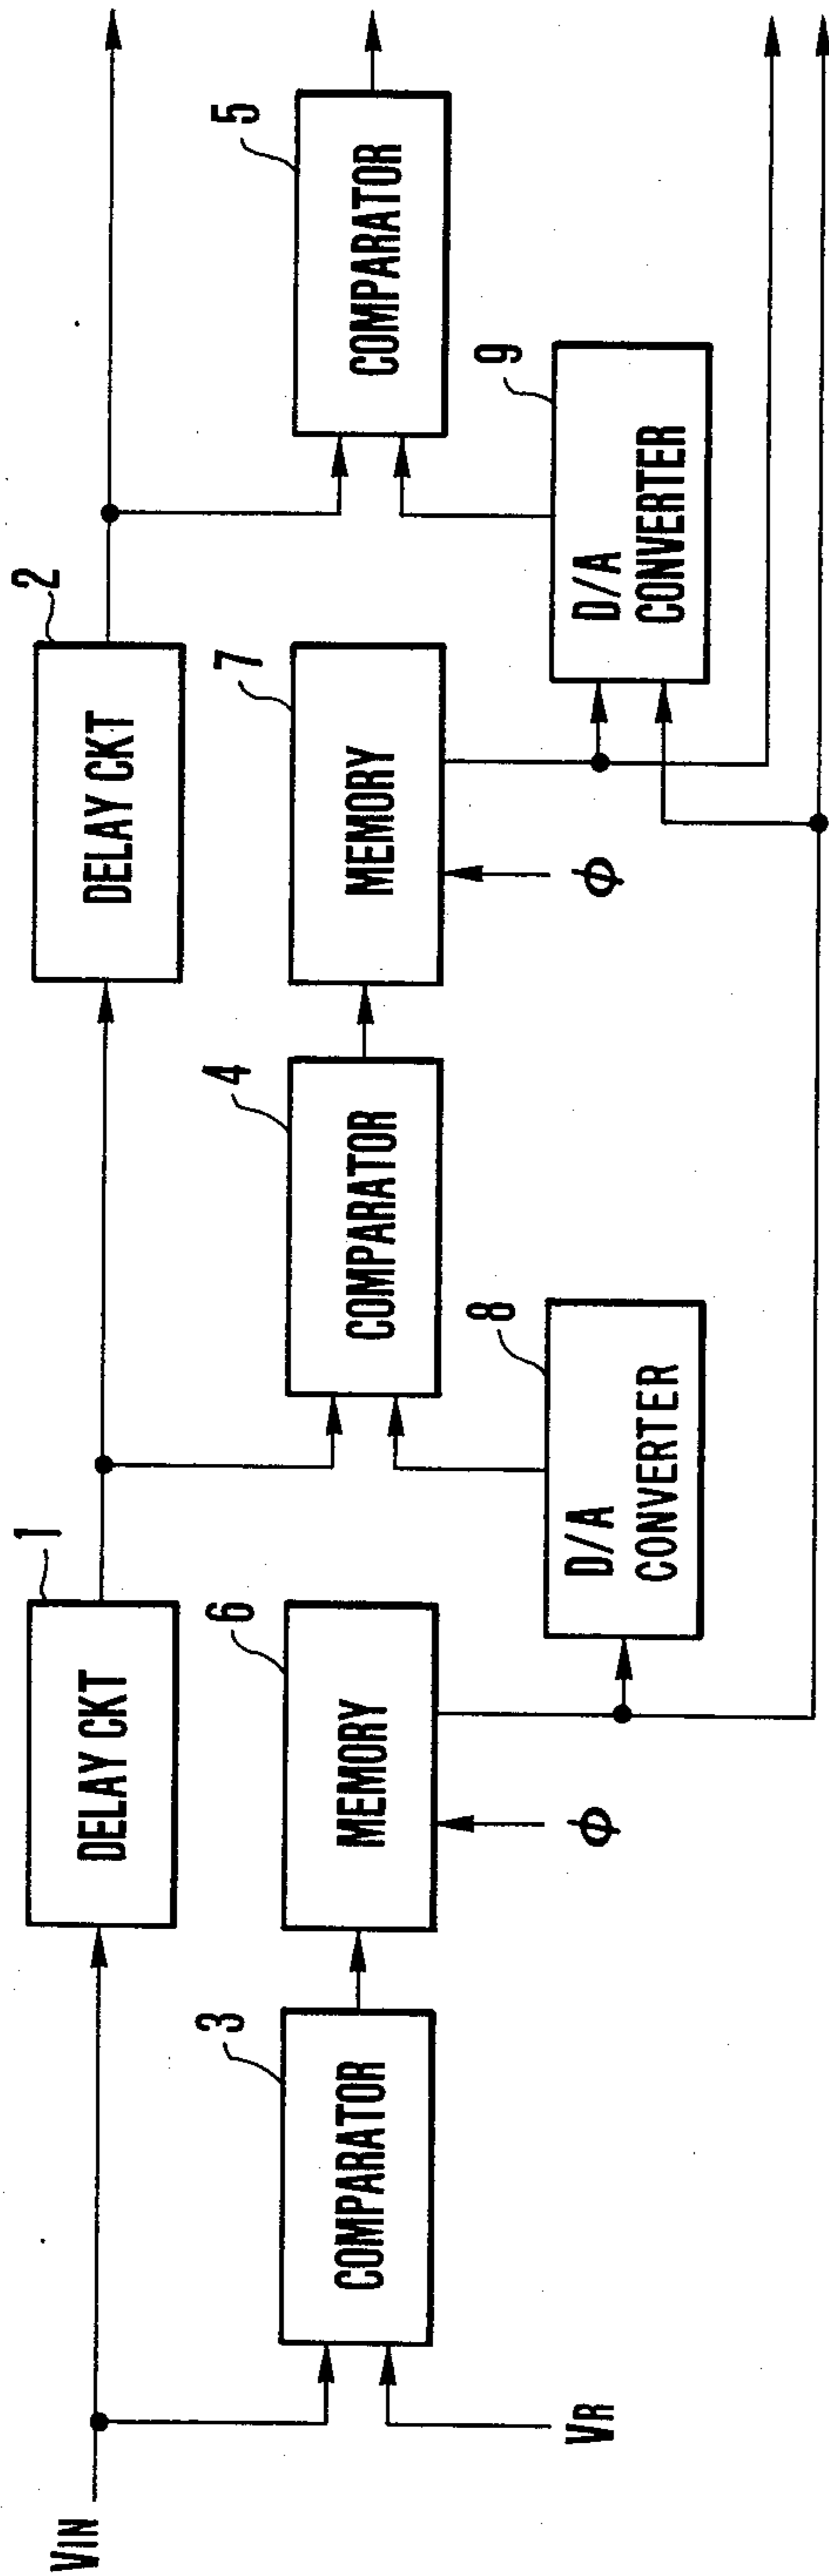 VIN
1
DELAY CKT
2
DELAY CKT
3
COMPARATOR
6
MEMORY
4
COMPARATOR
7
MEMORY
5
COMPARATOR
VR
ϕ
8
D/A
CONVERTER
ϕ
9
D/A
CONVERTER